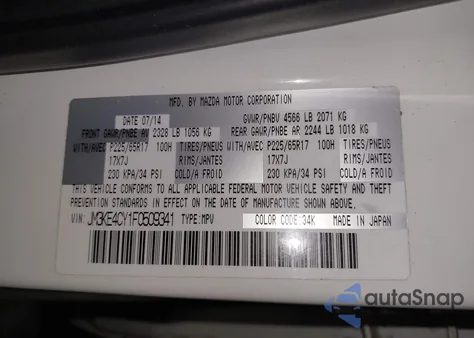 MFD. BY MAZDA MOTOR CORPORATION
DATE 07/14 GVWR/PNBV 4566 LB 2071 KG
FRONT GAWR/PNBE AV 2328 LB 1056 KG REAR GAWR/PNBE AR 2244 LB 1018 KG
WITH/AVEC P225/65R17 100H TIRES/PNEUS WITH/AVEC P225/65R17 100H TIRES/PNEUS
17X7J RIMS/JANTES 17X7J RIMS/JANTES
230 KPA/34 PSI COLD/A FROID 230 KPA/34 PSI COLD/A FROID
THIS VEHICLE CONFORMS TO ALL APPLICABLE FEDERAL MOTOR VEHICLE SAFETY AND THEFT
PREVENTION STANDARDS IN EFFECT ON THE DATE OF MANUFACTURE SHOWN ABOVE.
VIN: JM3KE4CY1F0509341 TYPE:MPV COLOR CODE:34K MADE IN JAPAN
autoSnap